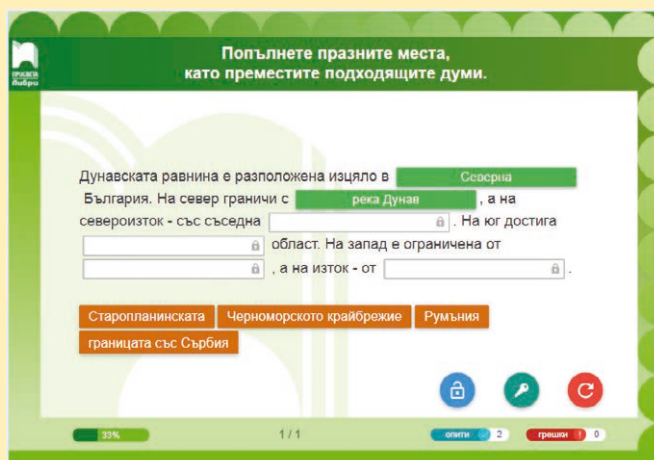 Попълнете празните места,
като преместите подходящите думи.
ПРОСВЕТА
Либри
Дунавската равнина е разположена изцяло в Северна
България. На север граничи с река Дунав , а на
североизток - със съседна . На юг достига
област. На запад е ограничена от
, а на изток - от .
Старопланинската Черноморското крайбрежие Румъния
границата със Сърбия
33% 1 / 1 опити 2 грешки ! 0